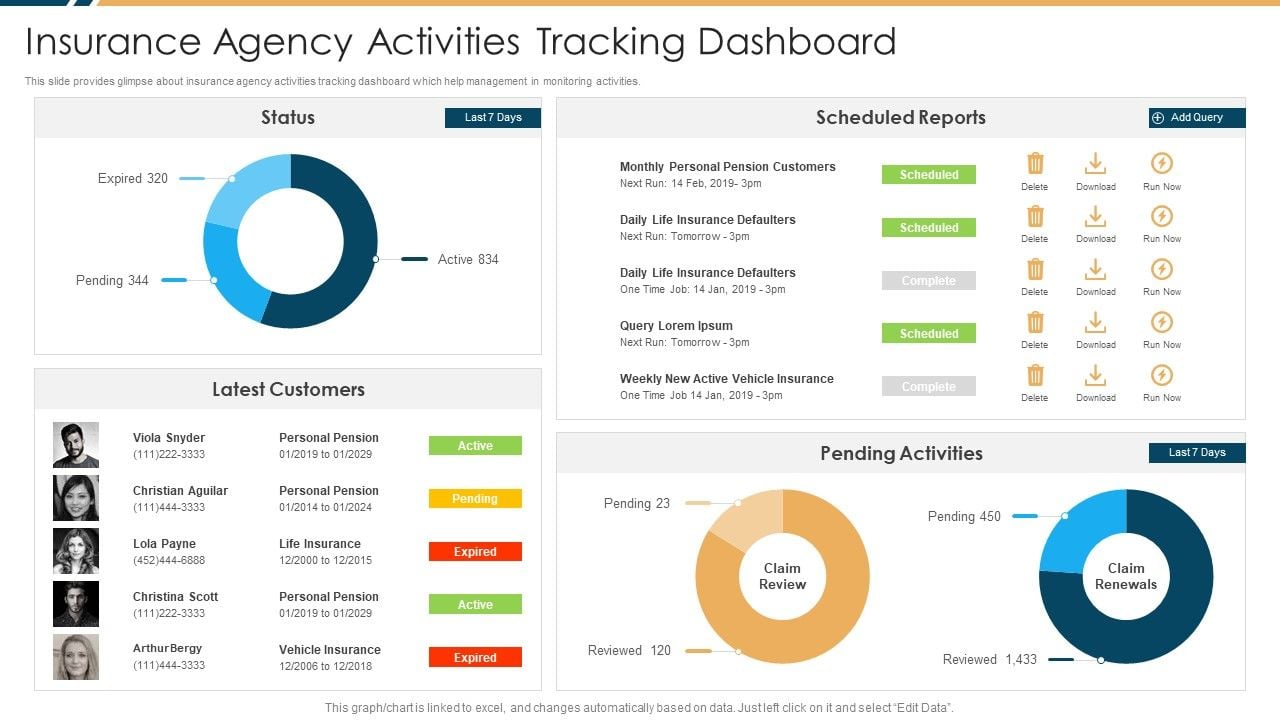 Insurance Agency Activities Tracking Dashboard
This slide provides glimpse about insurance agency activities tracking dashboard which help management in monitoring activities.
Status
Last 7 Days
Expired 320
Active 834
Pending 344
Latest Customers
Viola Snyder
(111)222-3333
Personal Pension
01/2019 to 01/2029
Active
Christian Aguilar
(111)444-3333
Personal Pension
01/2014 to 01/2024
Pending
Lola Payne
(452)444-6888
Life Insurance
12/2000 to 12/2015
Expired
Christina Scott
(111)222-3333
Personal Pension
01/2019 to 01/2029
Active
ArthurBergy
(111)444-3333
Vehicle Insurance
12/2006 to 12/2018
Expired
Scheduled Reports
Add Query
Monthly Personal Pension Customers
Next Run: 14 Feb, 2019- 3pm
Scheduled
Delete
Download
Run Now
Daily Life Insurance Defaulters
Next Run: Tomorrow - 3pm
Scheduled
Delete
Download
Run Now
Daily Life Insurance Defaulters
One Time Job: 14 Jan, 2019 - 3pm
Complete
Delete
Download
Run Now
Query Lorem Ipsum
Next Run: Tomorrow - 3pm
Scheduled
Delete
Download
Run Now
Weekly New Active Vehicle Insurance
One Time Job 14 Jan, 2019 - 3pm
Complete
Delete
Download
Run Now
Pending Activities
Last 7 Days
Pending 23
Claim
Review
Reviewed 120
Pending 450
Claim
Renewals
Reviewed 1,433
This graph/chart is linked to excel, and changes automatically based on data. Just left click on it and select “Edit Data”.